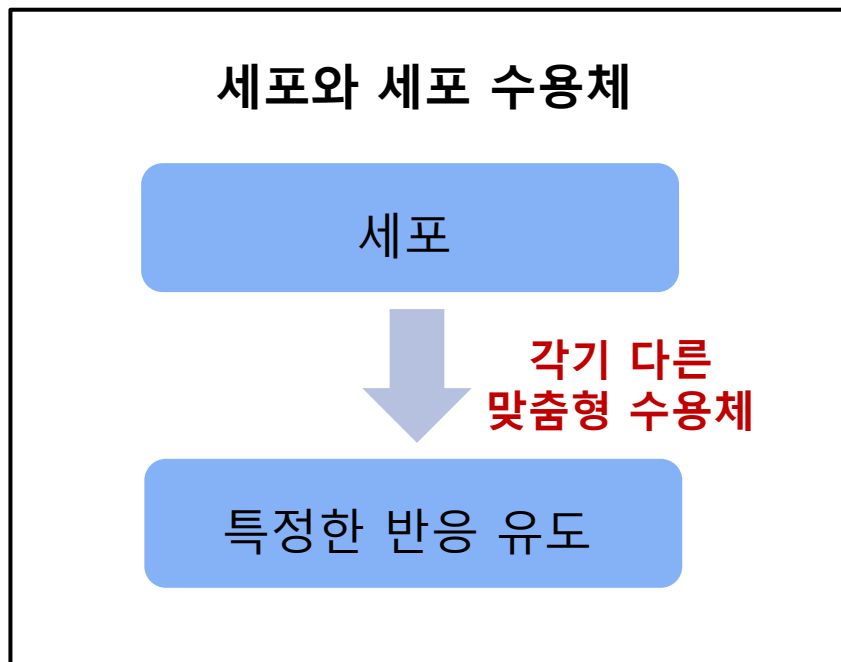 세포와 세포 수용체
세포
각기 다른
맞춤형 수용체
특정한 반응 유도